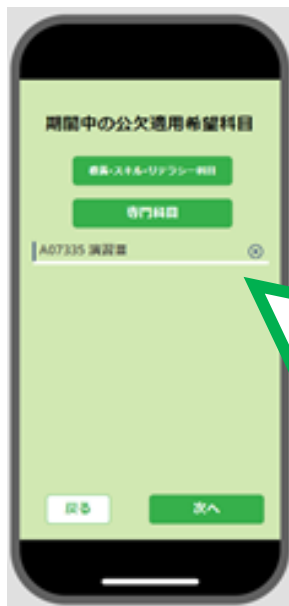 期間中の公欠適用希望科目
教養・スキル・リテラシー科目
専門科目
A07335 演習Ⅲ
戻る
次へ